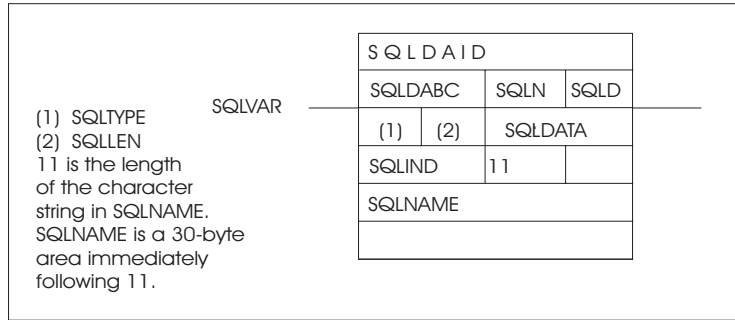 SQLDAID
SQLDABC SQLN SQLD
SQLVAR
(1) SQLTYPE
(2) SQLLEN
11 is the length
of the character
string in SQLNAME.
SQLNAME is a 30-byte
area immediately
following 11.
(1) (2) SQLDATA
SQLIND 11
SQLNAME